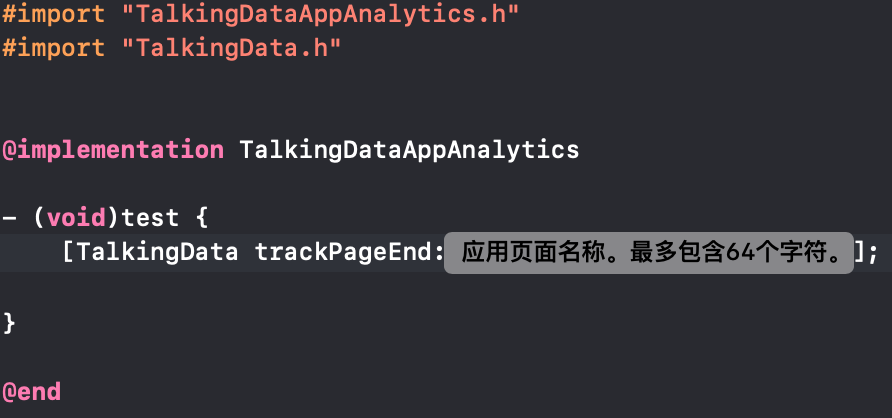 #import "TalkingDataAppAnalytics.h"
#import "TalkingData.h"
@implementation TalkingDataAppAnalytics
- (void)test {
[TalkingData trackPageEnd: 应用页面名称。最多包含64个字符。];
}
@end